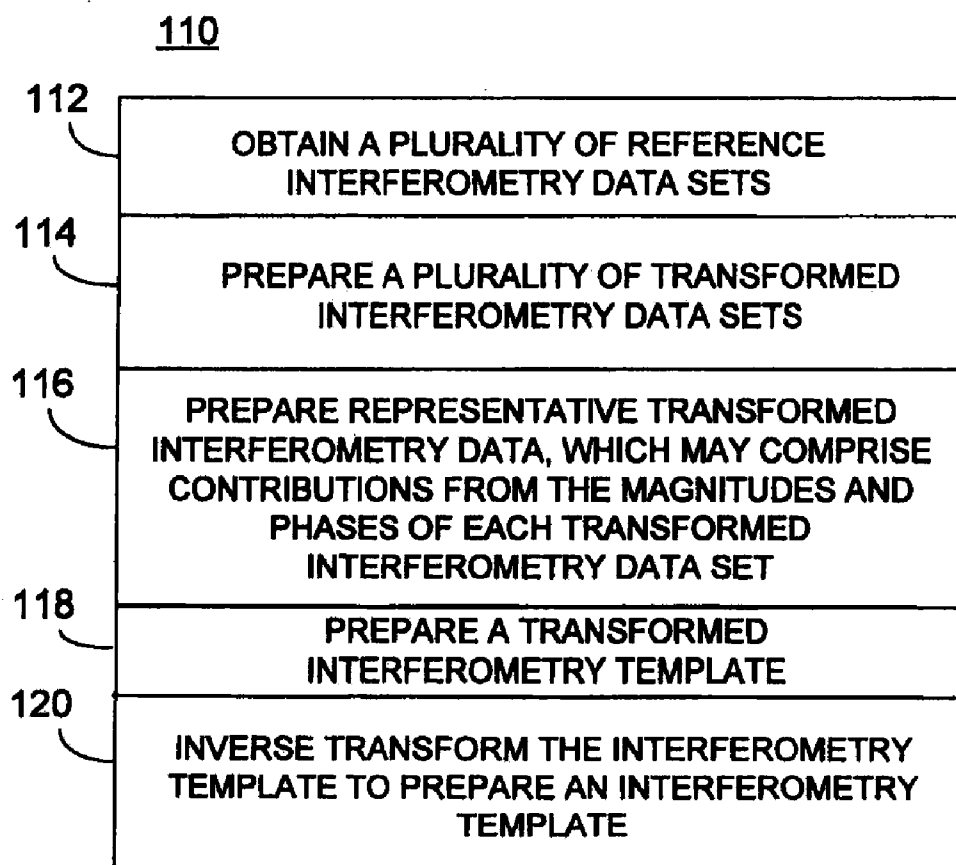 110
112
OBTAIN A PLURALITY OF REFERENCE
INTERFEROMETRY DATA SETS
114
PREPARE A PLURALITY OF TRANSFORMED
INTERFEROMETRY DATA SETS
116
PREPARE REPRESENTATIVE TRANSFORMED
INTERFEROMETRY DATA, WHICH MAY COMPRISE
CONTRIBUTIONS FROM THE MAGNITUDES AND
PHASES OF EACH TRANSFORMED
INTERFEROMETRY DATA SET
118
PREPARE A TRANSFORMED
INTERFEROMETRY TEMPLATE
120
INVERSE TRANSFORM THE INTERFEROMETRY
TEMPLATE TO PREPARE AN INTERFEROMETRY
TEMPLATE